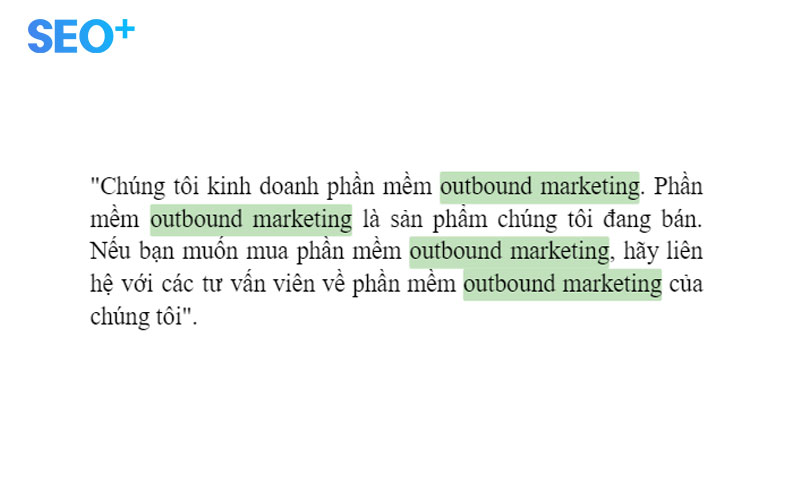 SEO+
"Chúng tôi kinh doanh phần mềm outbound marketing. Phần
mềm outbound marketing là sản phẩm chúng tôi đang bán.
Nếu bạn muốn mua phần mềm outbound marketing, hãy liên
hệ với các tư vấn viên về phần mềm outbound marketing của
chúng tôi".